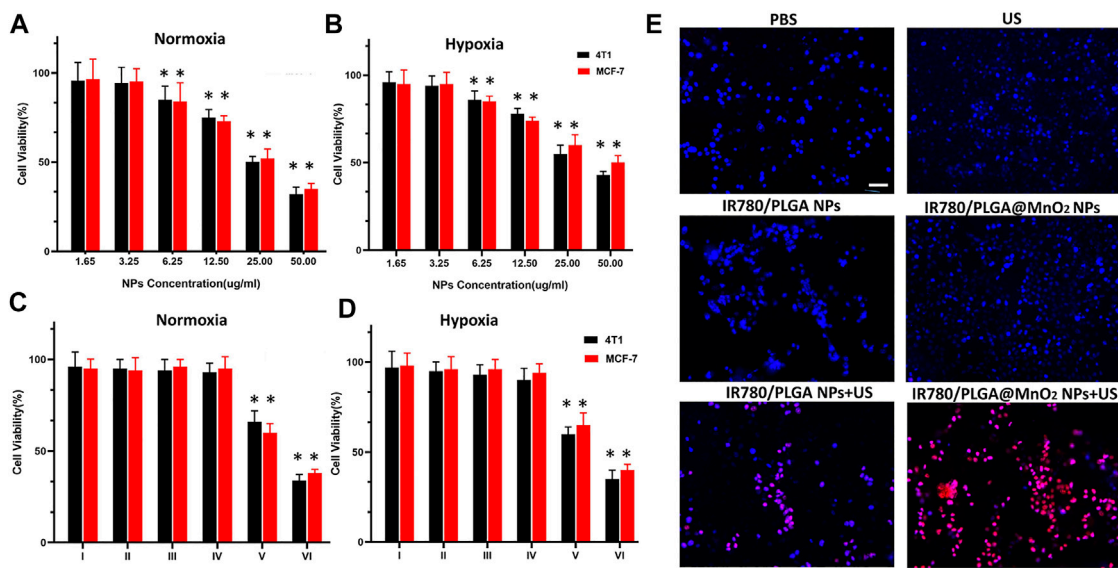 A
Normoxia
Cell Viability(%)
100
50
0
* *
* *
* *
* *
1.65 3.25 6.25 12.50 25.00 50.00
NPs Concentration(ug/ml)
B
Hypoxia
4T1
MCF-7
Cell Viability(%)
100
50
0
* *
* *
* *
* *
1.65 3.25 6.25 12.50 25.00 50.00
NPs Concentration(ug/ml)
C
Normoxia
Cell Viability(%)
100
50
0
* *
* *
I II III IV V VI
D
Hypoxia
4T1
MCF-7
Cell Viability(%)
100
50
0
* *
* *
I II III IV V VI
E
PBS US
IR780/PLGA NPs IR780/PLGA@MnO₂ NPs
IR780/PLGA NPs+US IR780/PLGA@MnO₂ NPs+US